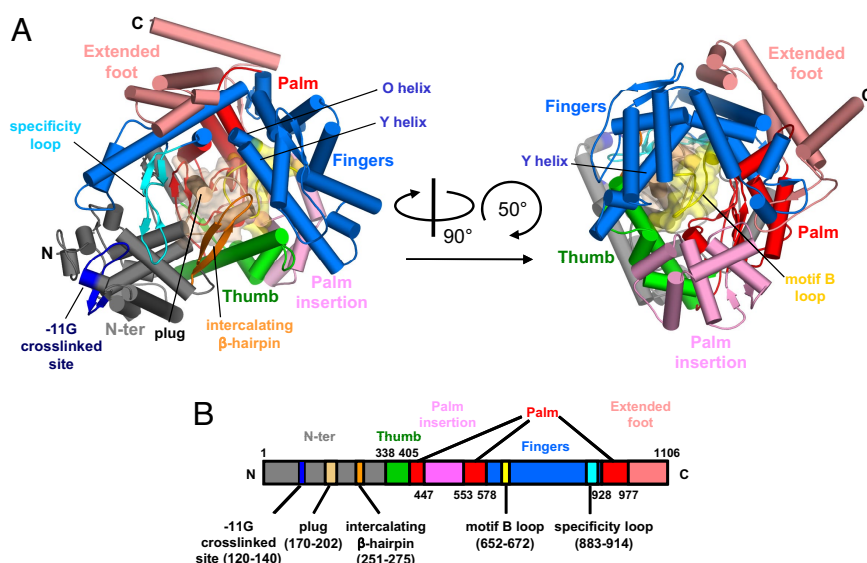 A
C
Extended
foot
Palm
O helix
specificity
loop
Y helix
Fingers
N
Thumb
Palm
insertion
N-ter
plug
intercalating
β-hairpin
-11G
crosslinked
site
90°
50°
Extended
foot
C
Fingers
Y helix
Thumb
Palm
motif B
loop
Palm
insertion
B
N-ter
Thumb
Palm
insertion
Palm
Fingers
Extended
foot
1
338
405
1106
N
C
447
553
578
928
977
-11G
crosslinked
site (120-140)
plug
(170-202)
intercalating
β-hairpin
(251-275)
motif B loop
(652-672)
specificity loop
(883-914)